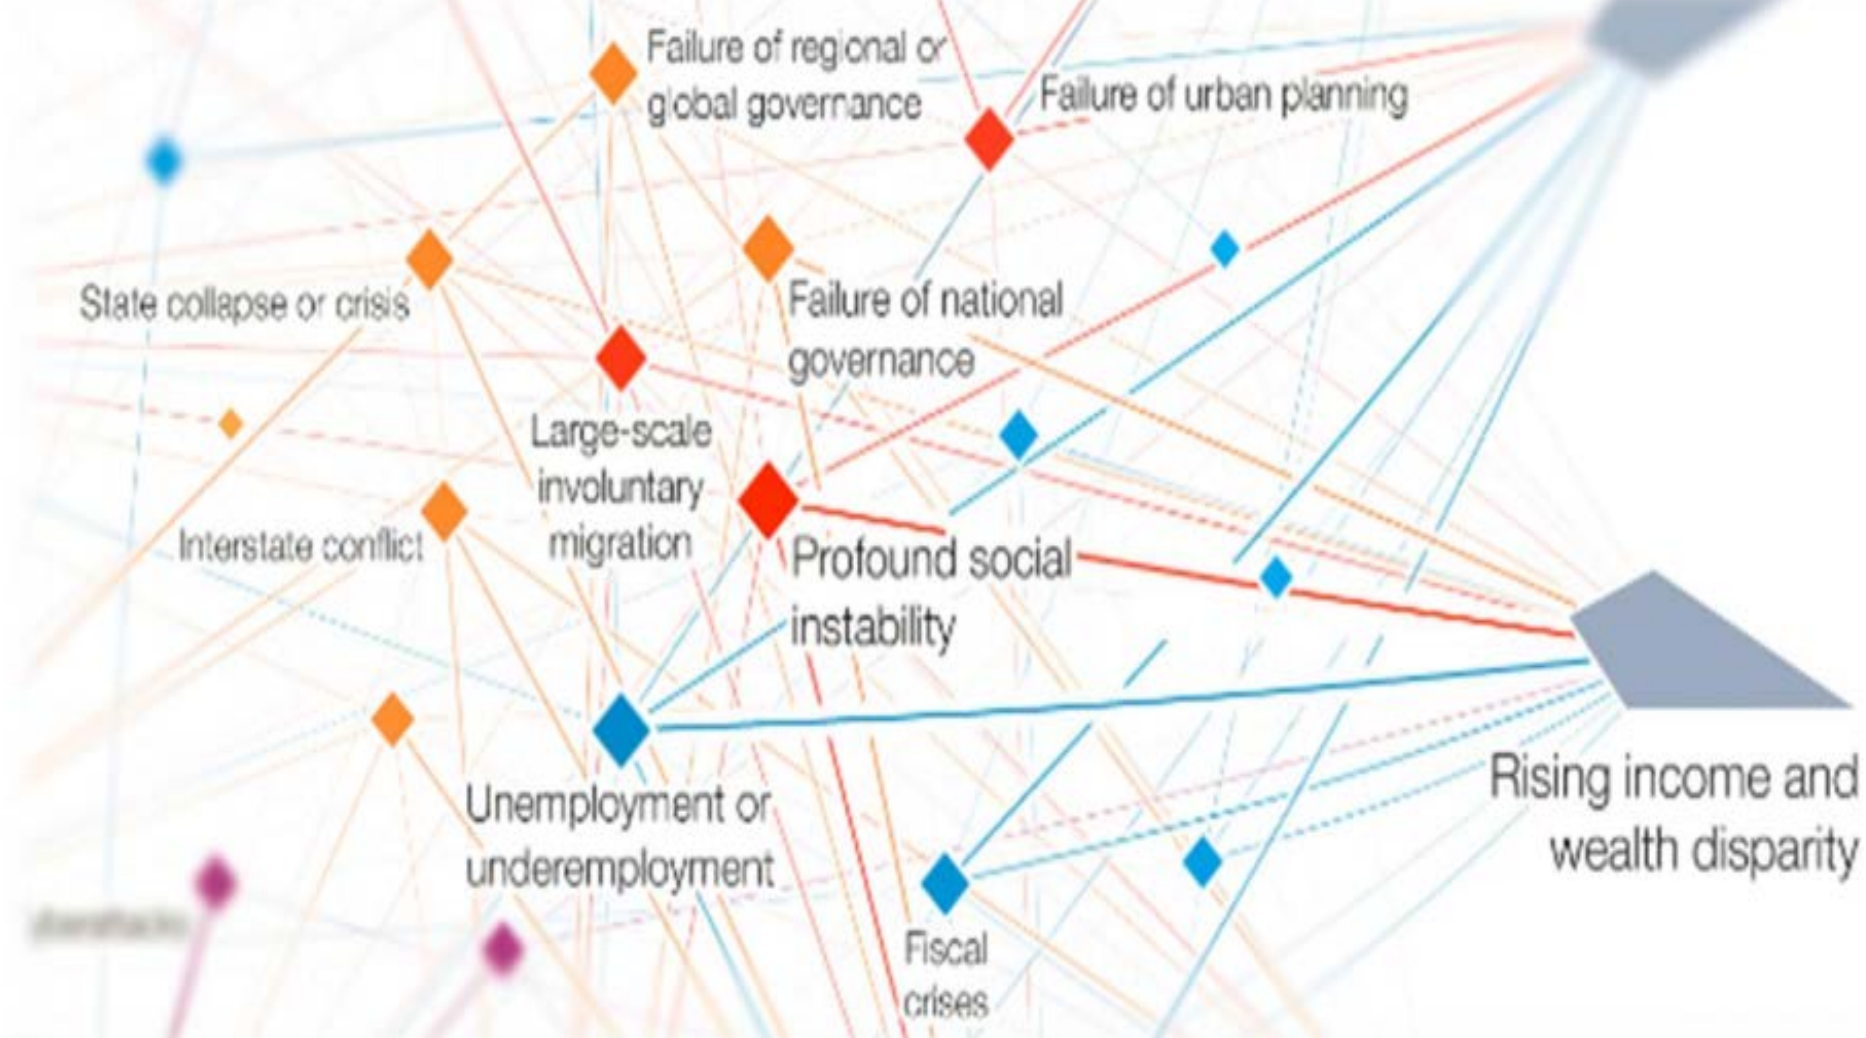 Failure of regional or
global governance
Failure of urban planning
State collapse or crisis
Failure of national
governance
Large-scale
involuntary
migration
Interstate conflict
Profound social
instability
Unemployment or
underemployment
Rising income and
wealth disparity
Fiscal
crises